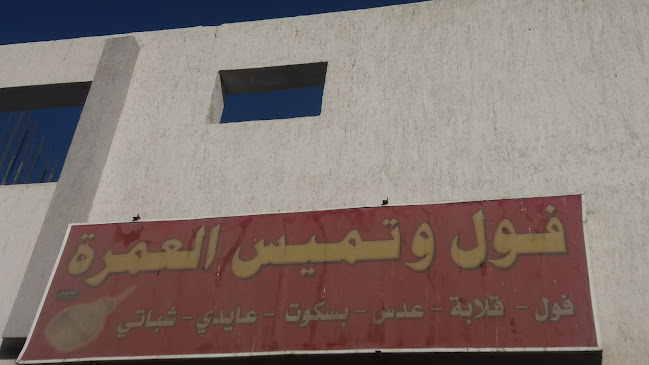 فول وتميس العمرة
فول - قلابة - عدس - بسكوت - عايدي - شباتي